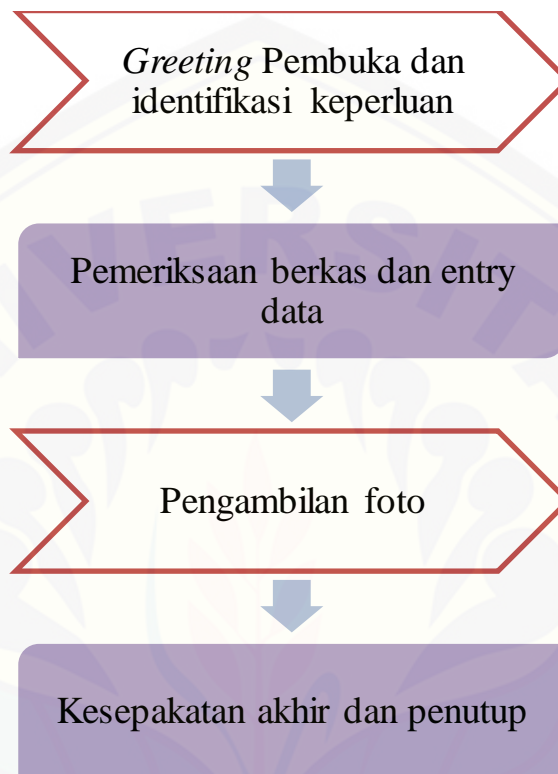 Greeting Pembuka dan
identifikasi keperluan
Pemeriksaan berkas dan entry
data
Pengambilan foto
Kesepakatan akhir dan penutup